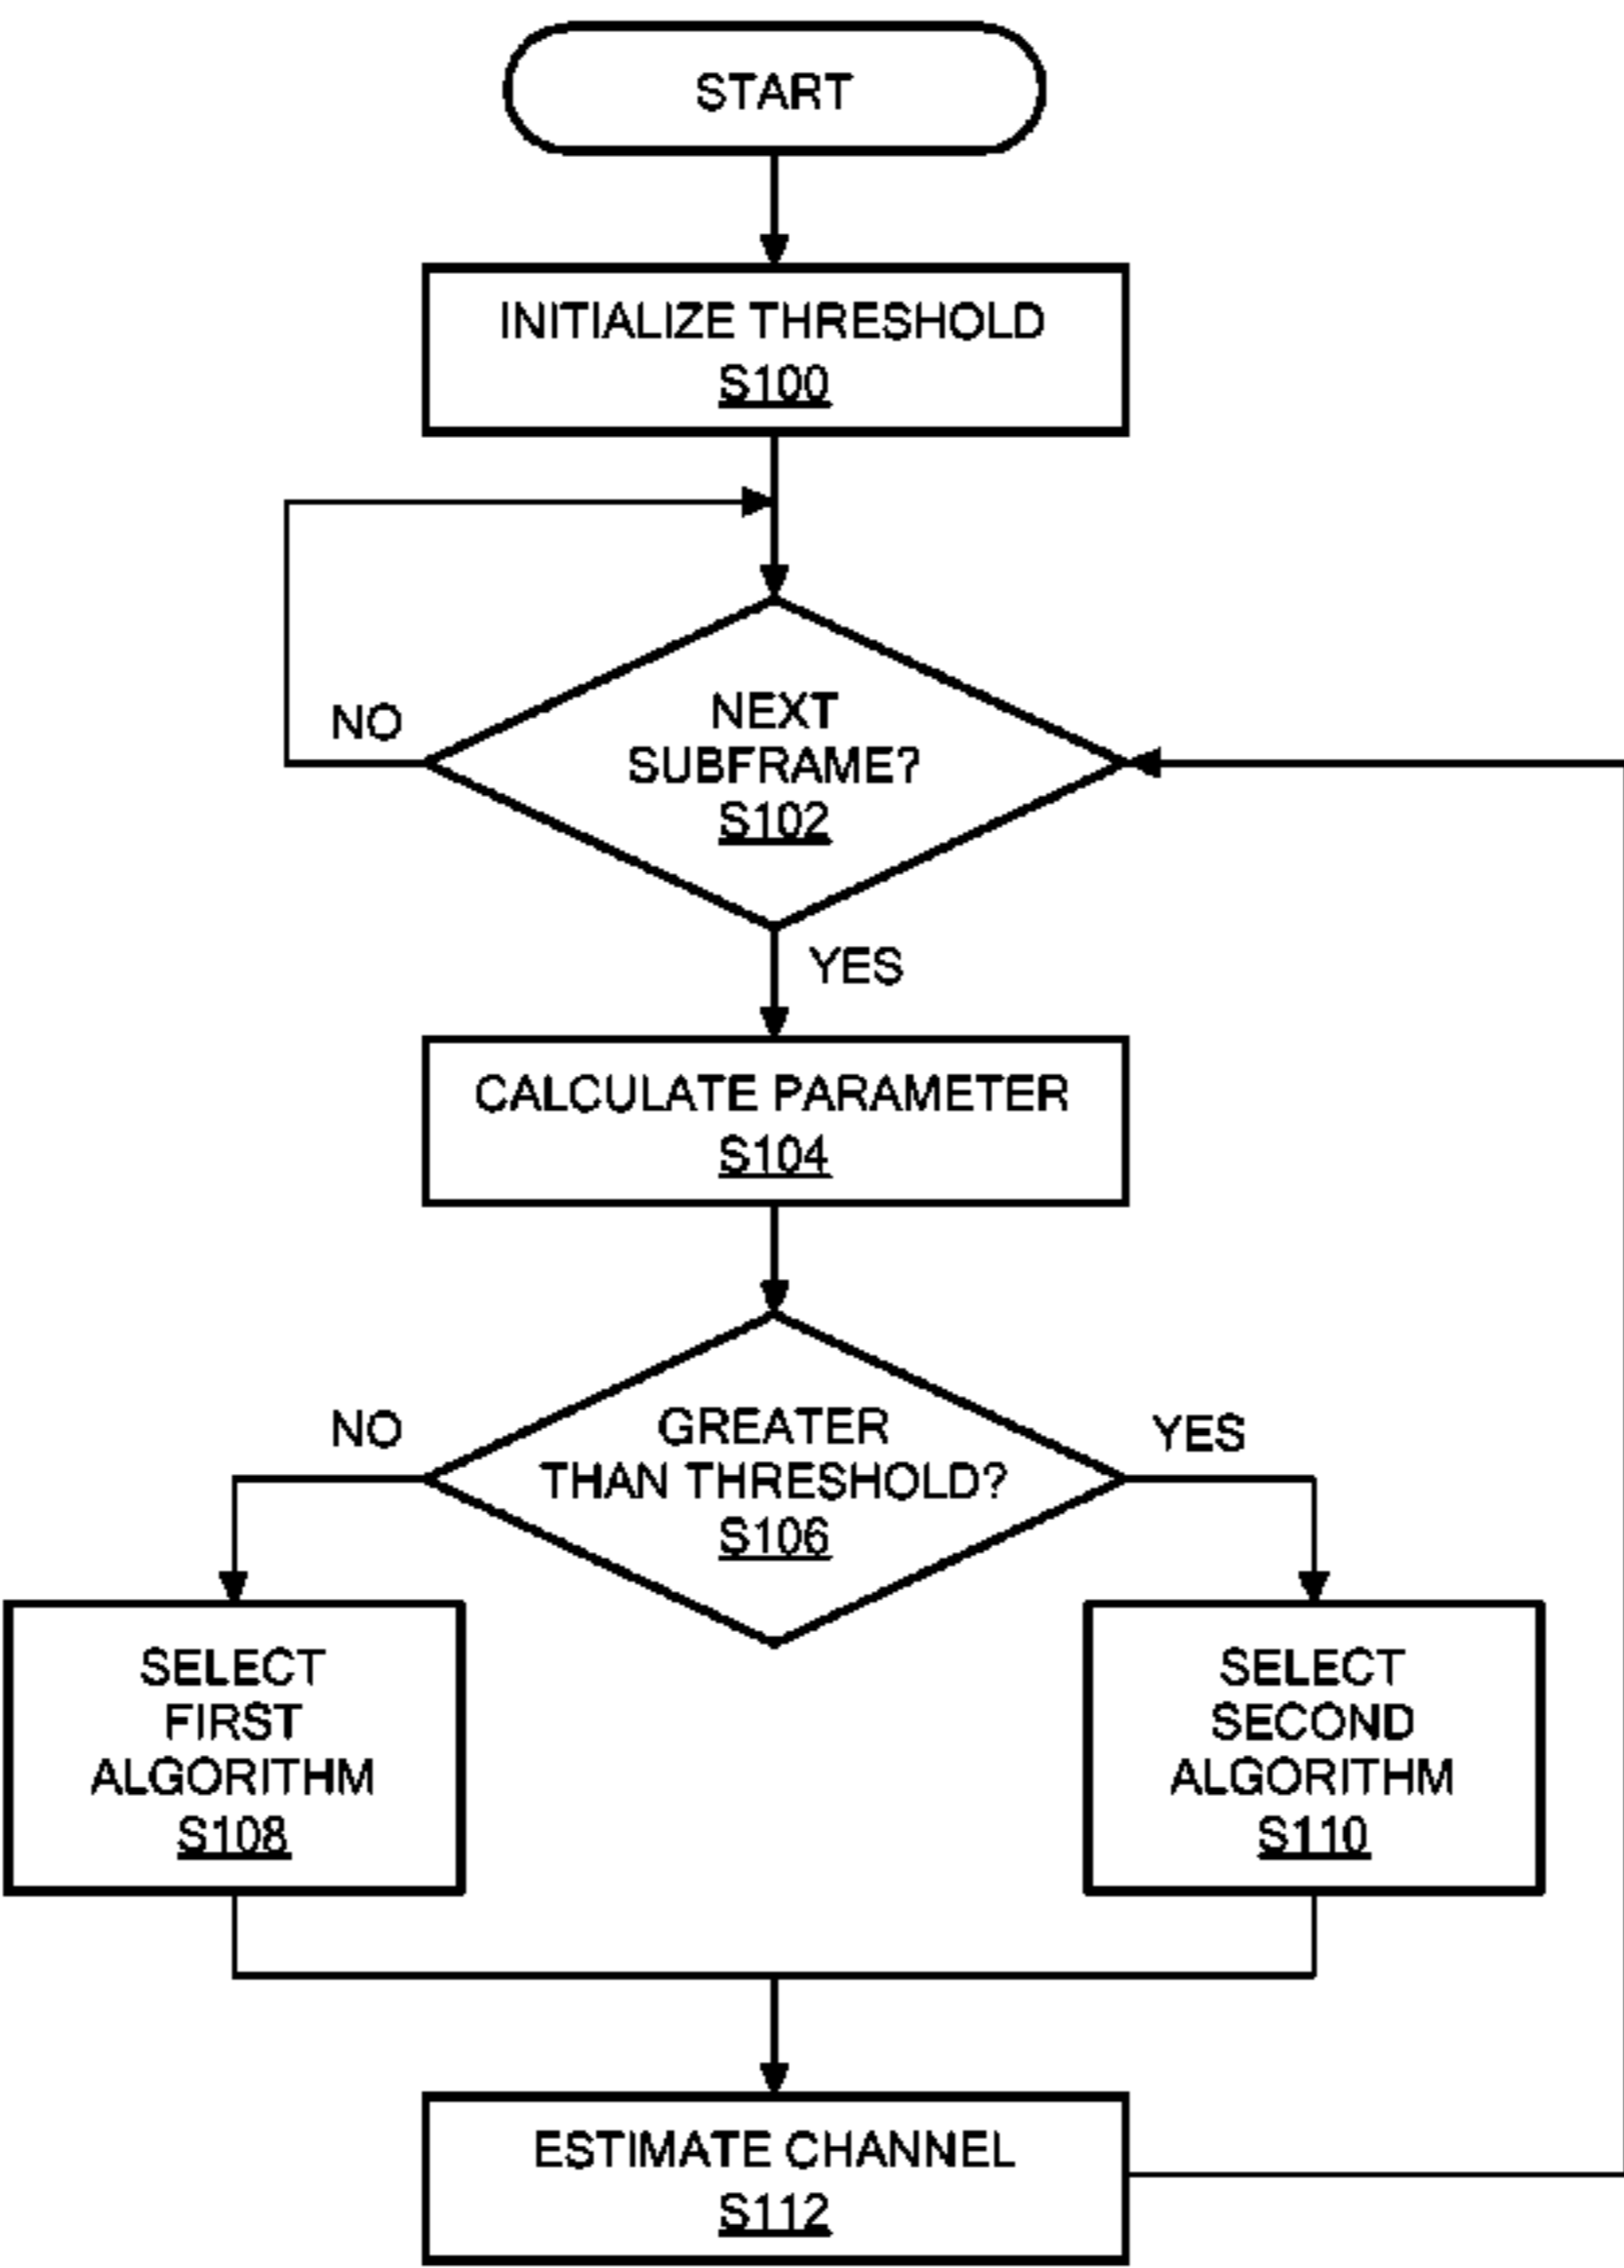 START
INITIALIZE THRESHOLD
S100
NO
NEXT
SUBFRAME?
S102
YES
CALCULATE PARAMETER
S104
NO
GREATER
THAN THRESHOLD?
S106
YES
SELECT
FIRST
ALGORITHM
S108
SELECT
SECOND
ALGORITHM
S110
ESTIMATE CHANNEL
S112